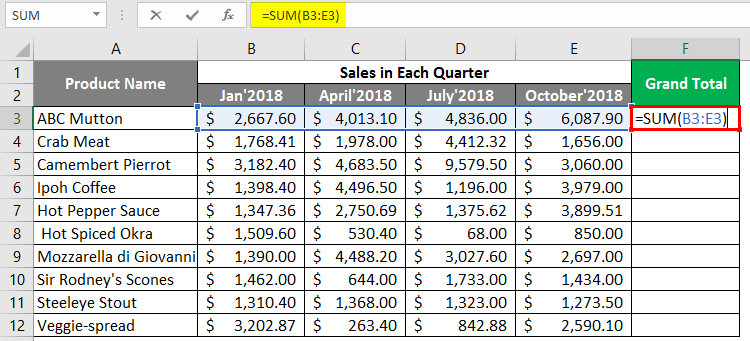 SUM fx =SUM(B3:E3)
A B C D E F
1 Product Name Sales in Each Quarter Grand Total
2 Jan'2018 April'2018 July'2018 October'2018
3 ABC Mutton $ 2,667.60 $ 4,013.10 $ 4,836.00 $ 6,087.90 =SUM(B3:E3)
4 Crab Meat $ 1,768.41 $ 1,978.00 $ 4,412.32 $ 1,656.00
5 Camembert Pierrot $ 3,182.40 $ 4,683.50 $ 9,579.50 $ 3,060.00
6 Ipoh Coffee $ 1,398.40 $ 4,496.50 $ 1,196.00 $ 3,979.00
7 Hot Pepper Sauce $ 1,347.36 $ 2,750.69 $ 1,375.62 $ 3,899.51
8 Hot Spiced Okra $ 1,509.60 $ 530.40 $ 68.00 $ 850.00
9 Mozzarella di Giovanni $ 1,390.00 $ 4,488.20 $ 3,027.60 $ 2,697.00
10 Sir Rodney's Scones $ 1,462.00 $ 644.00 $ 1,733.00 $ 1,434.00
11 Steeleye Stout $ 1,310.40 $ 1,368.00 $ 1,323.00 $ 1,273.50
12 Veggie-spread $ 3,202.87 $ 263.40 $ 842.88 $ 2,590.10